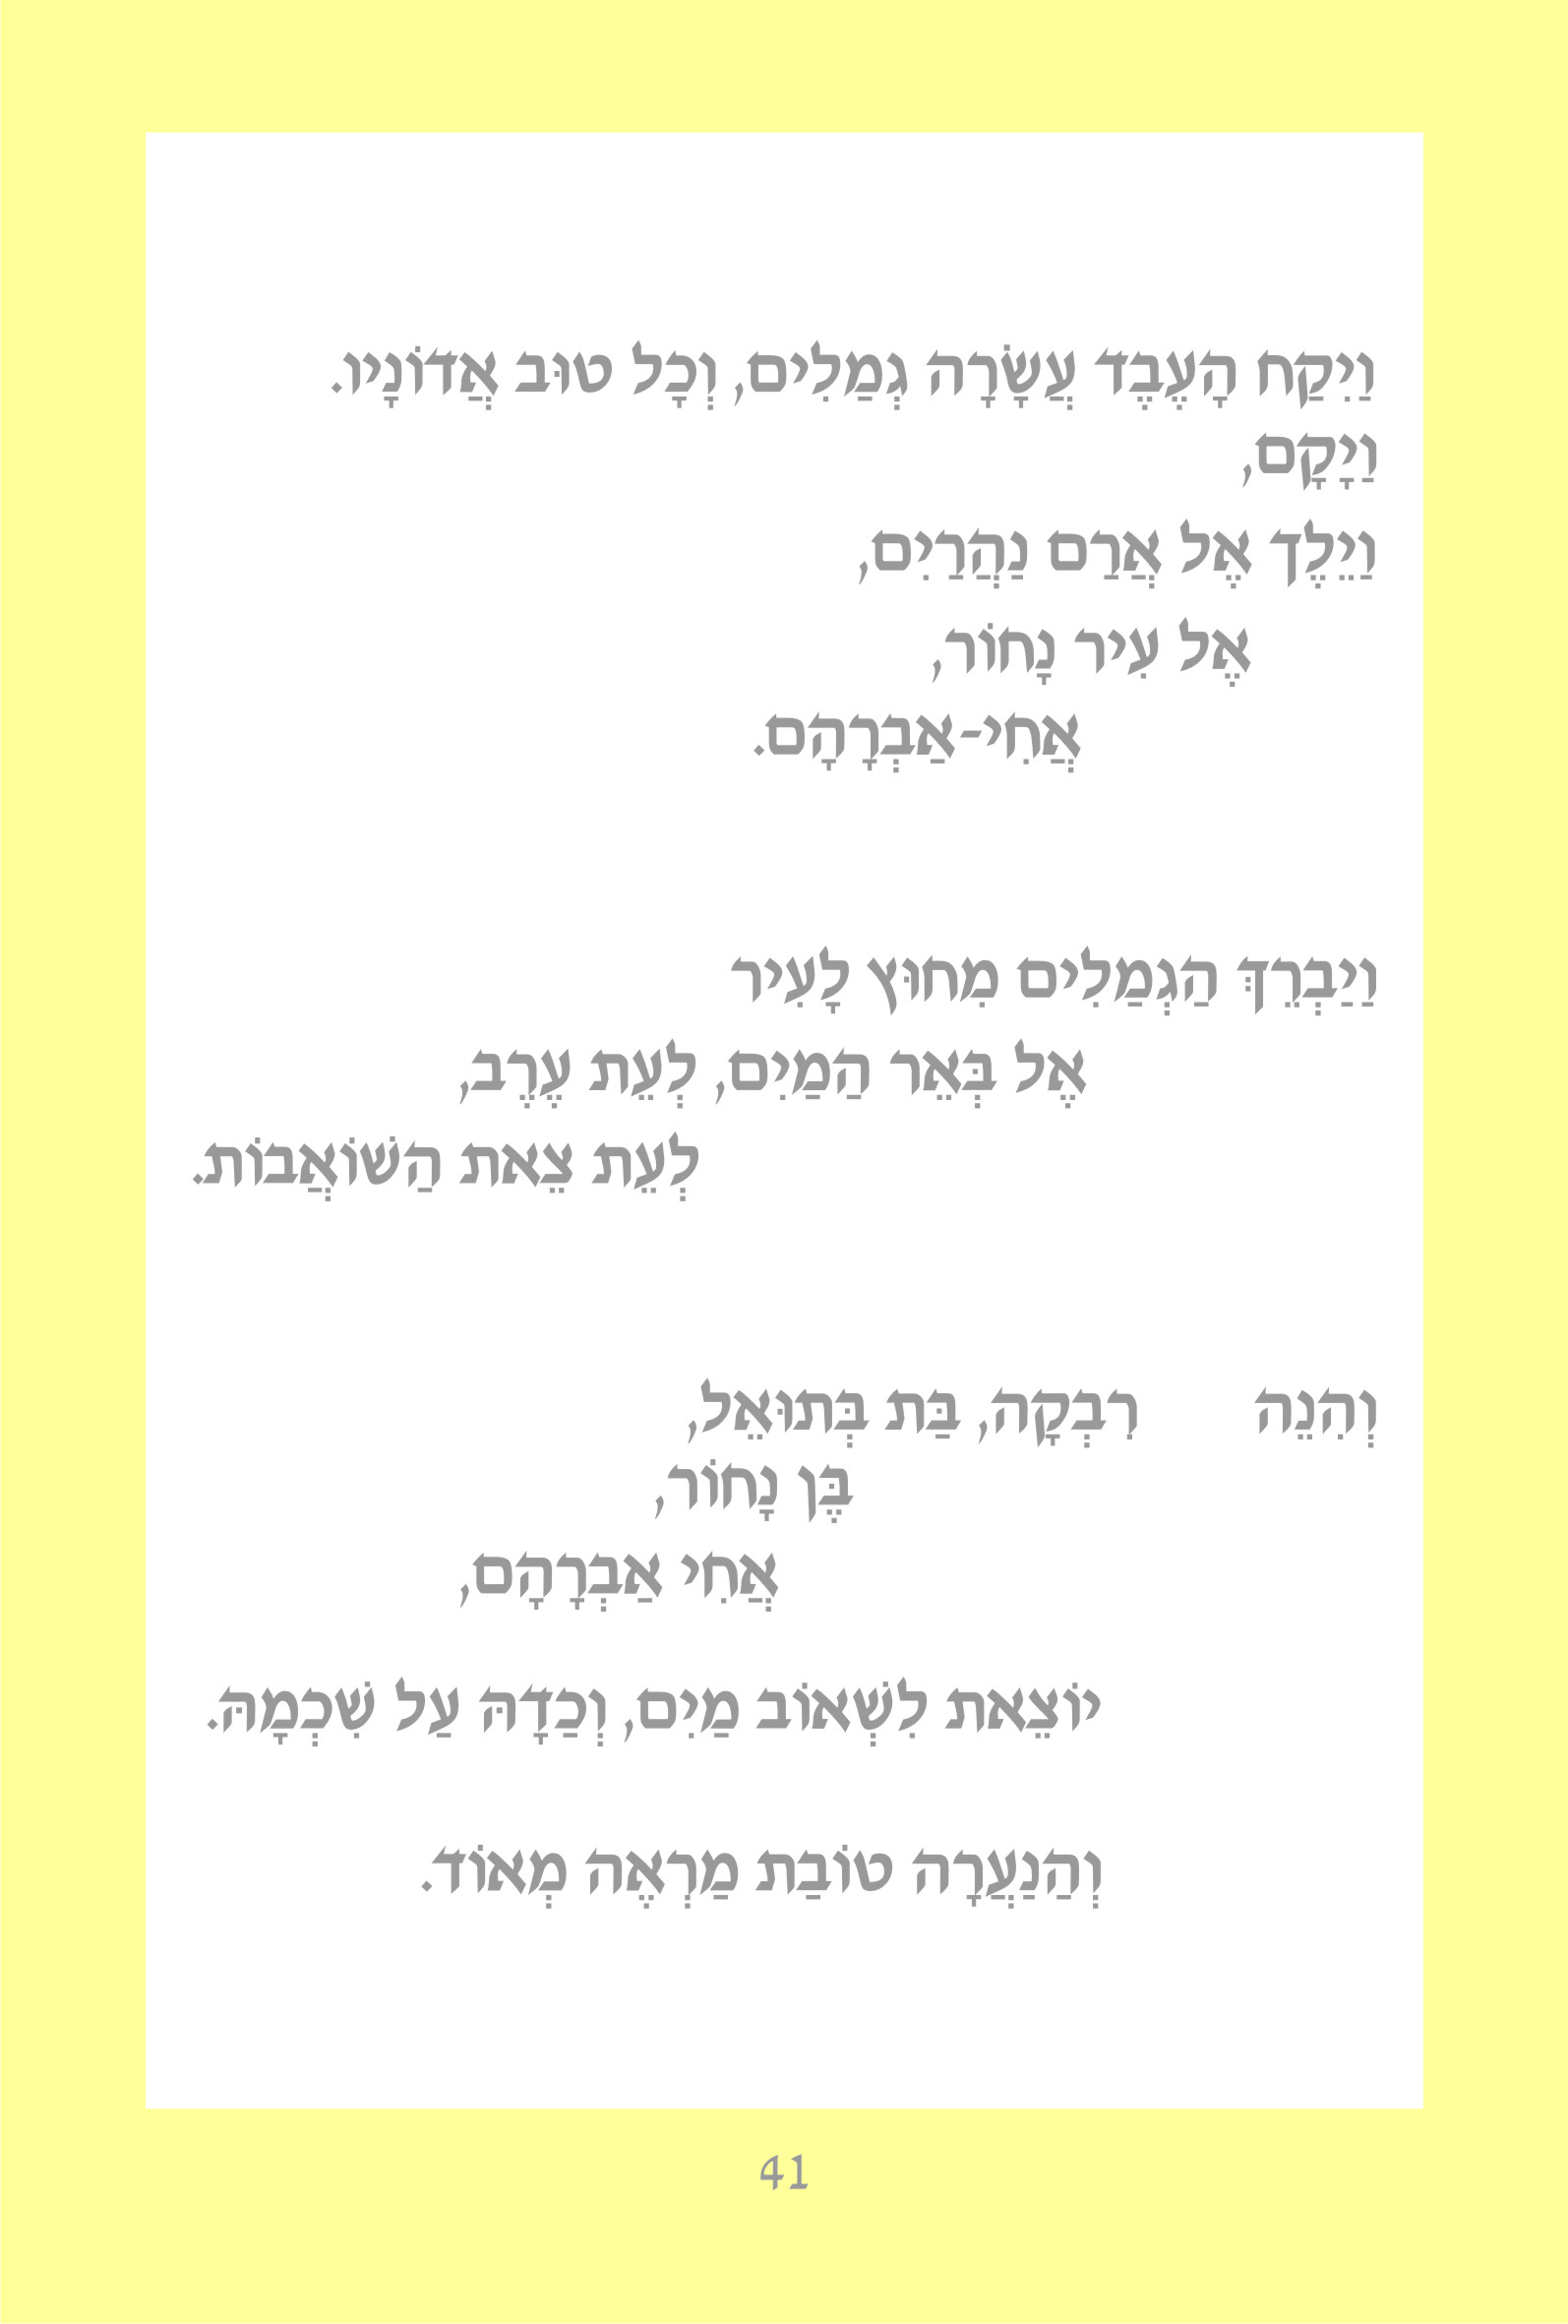 וַיִקַח הָעֶבֶד עֲשָׂרָה גְמַלִים, וְכָל טוּב אֲדוֹנָיו.
וַיָקָם,
וַיֵלֶך אֶל אֲרַם נַהֲרַיִם,
אֶל עִיר נָחוֹר,
אֲחִי-אַבְרָהָם.
וַיַבְרֵךְ הַגְמַלִים מִחוּץ לָעִיר
אֶל בְּאֵר הַמַיִם, לְעֵת עֶרֶב,
לְעֵת צֵאת הַשׁוֹאֲבוֹת.
וְהִנֵה רִבְקָה, בַּת בְּתוּאֵל,
בֶּן נָחוֹר,
אֲחִי אַבְרָהָם,
יוֹצֵאת לִשְׁאוֹב מַיִם, וְכַדָהּ עַל שִׁכְמָהּ.
וְהַנַעֲרָה טוֹבַת מַרְאֶה מְאוֹד.
41